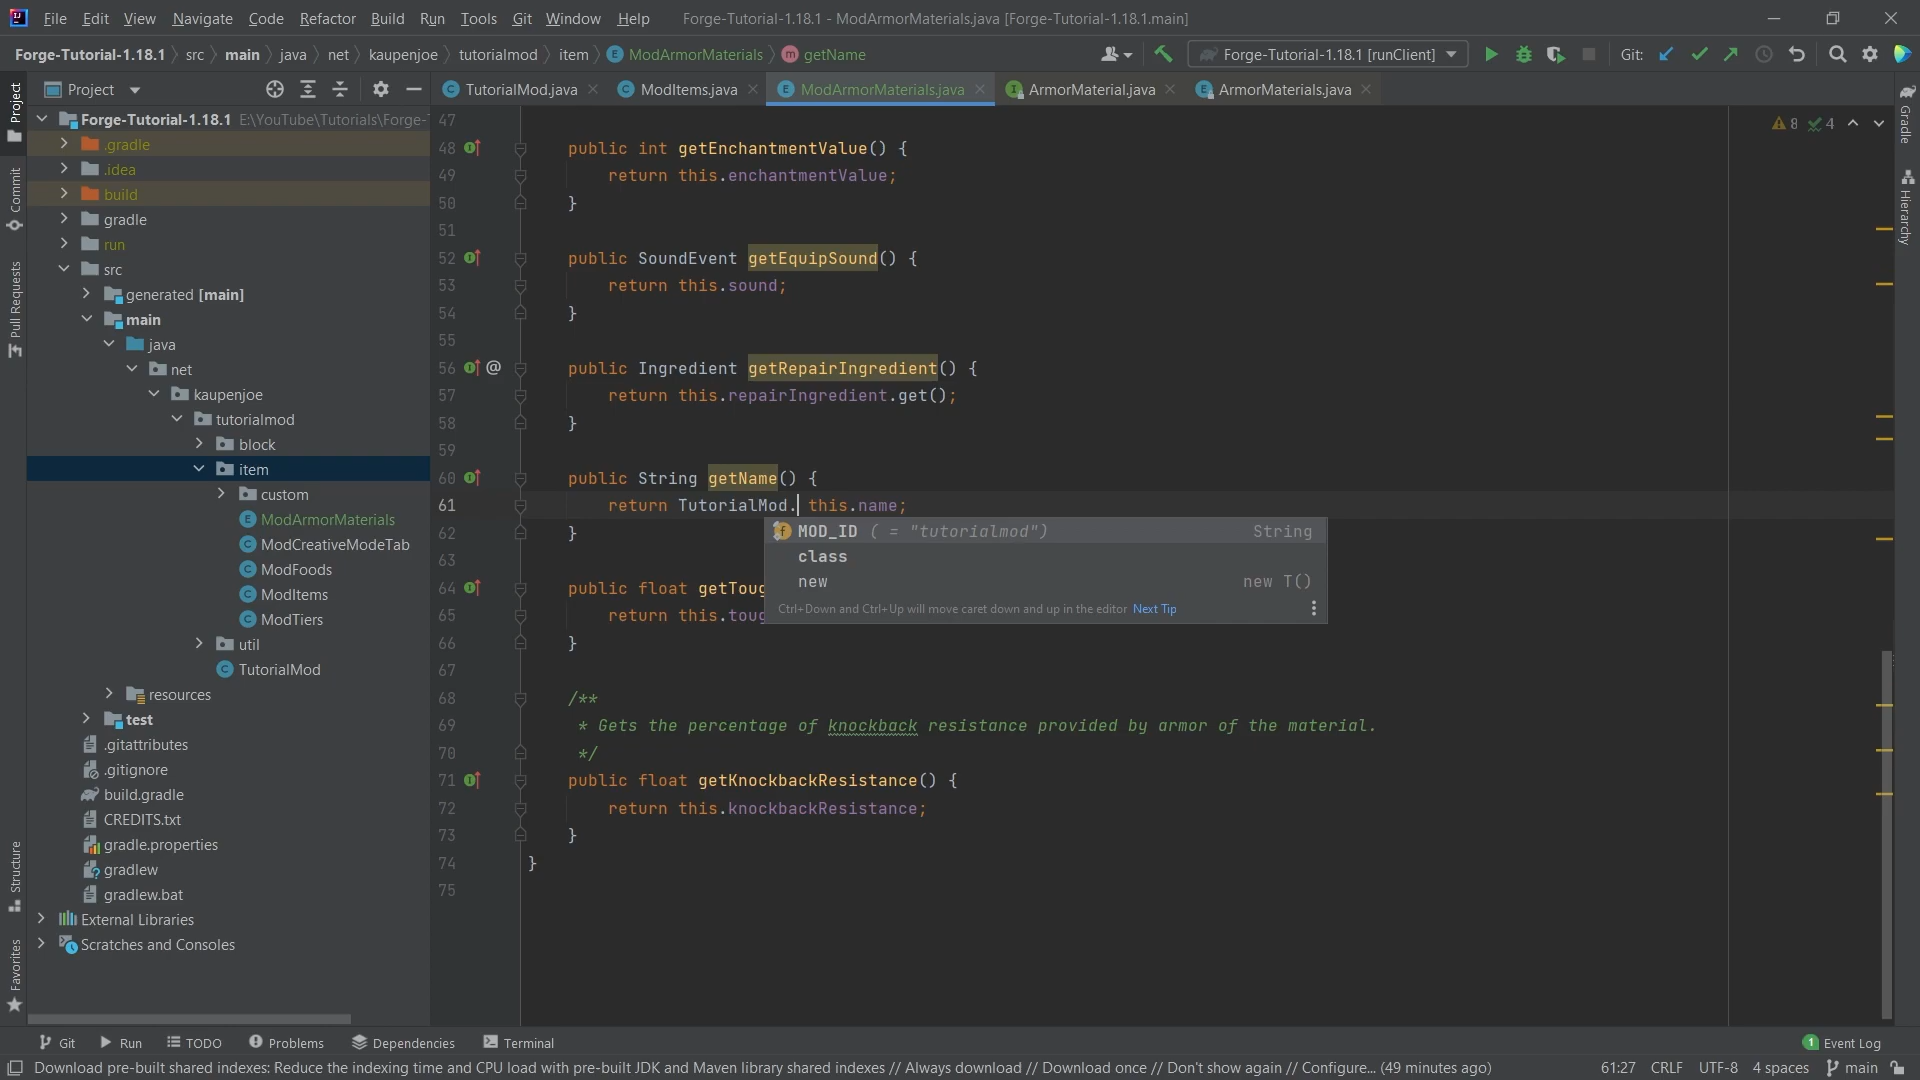 File Edit View Navigate Code Refactor Build Run Tools Git Window Help Forge-Tutorial-1.18.1 - ModArmorMaterials.java [Forge-Tutorial-1.18.1.main]
Forge-Tutorial-1.18.1 src main java net kaupenjoe tutorialmod item ModArmorMaterials getName Forge-Tutorial-1.18.1 [runClient] Git:
Project TutorialMod.java ModItems.java ModArmorMaterials.java ArmorMaterial.java ArmorMaterials.java
Project
Commit
Pull Requests
Structure
Favorites
Forge-Tutorial-1.18.1 E:\YouTube\Tutorials\Forge-
.gradle
.idea
build
gradle
run
src
generated [main]
main
java
net
kaupenjoe
tutorialmod
block
item
custom
ModArmorMaterials
ModCreativeModeTab
ModFoods
ModItems
ModTiers
util
TutorialMod
resources
test
.gitattributes
.gitignore
build.gradle
CREDITS.txt
gradle.properties
gradlew
gradlew.bat
External Libraries
Scratches and Consoles
8 4
47
48 public int getEnchantmentValue() {
49 return this.enchantmentValue;
50 }
51
52 public SoundEvent getEquipSound() {
53 return this.sound;
54 }
55
56 @ public Ingredient getRepairIngredient() {
57 return this.repairIngredient.get();
58 }
59
60 public String getName() {
61 return TutorialMod. this.name;
62 }
63
64 public float getToug
65 return this.toug
66 }
67
68 /**
69 * Gets the percentage of knockback resistance provided by armor of the material.
70 */
71 public float getKnockbackResistance() {
72 return this.knockbackResistance;
73 }
74 }
75
MOD_ID ( = "tutorialmod") String
class
new new T()
Ctrl+Down and Ctrl+Up will move caret down and up in the editor Next Tip
Gradle
Hierarchy
Git Run TODO Problems Dependencies Terminal 1 Event Log
Download pre-built shared indexes: Reduce the indexing time and CPU load with pre-built JDK and Maven library shared indexes // Always download // Download once // Don't show again // Configure... (49 minutes ago) 61:27 CRLF UTF-8 4 spaces main